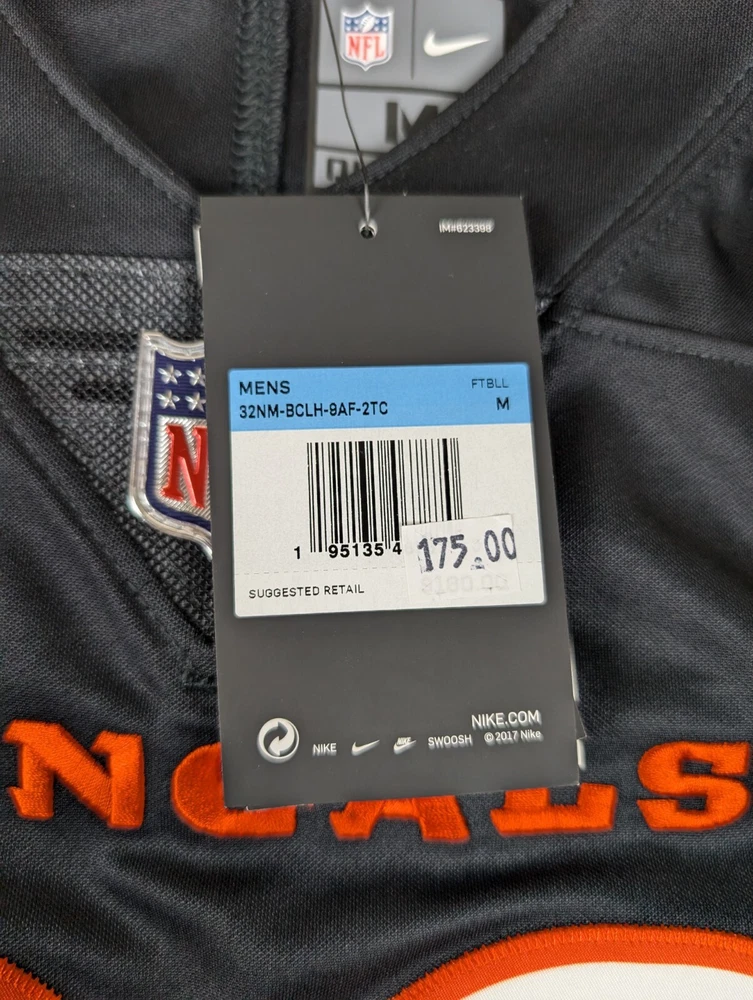 NFL
M
IM#623398
MENS
FTBLL
32NM-BCLH-9AF-2TC
M
1 95135 4
175.00
SUGGESTED RETAIL
NIKE.COM
NIKE
SWOOSH
© 2017 Nike